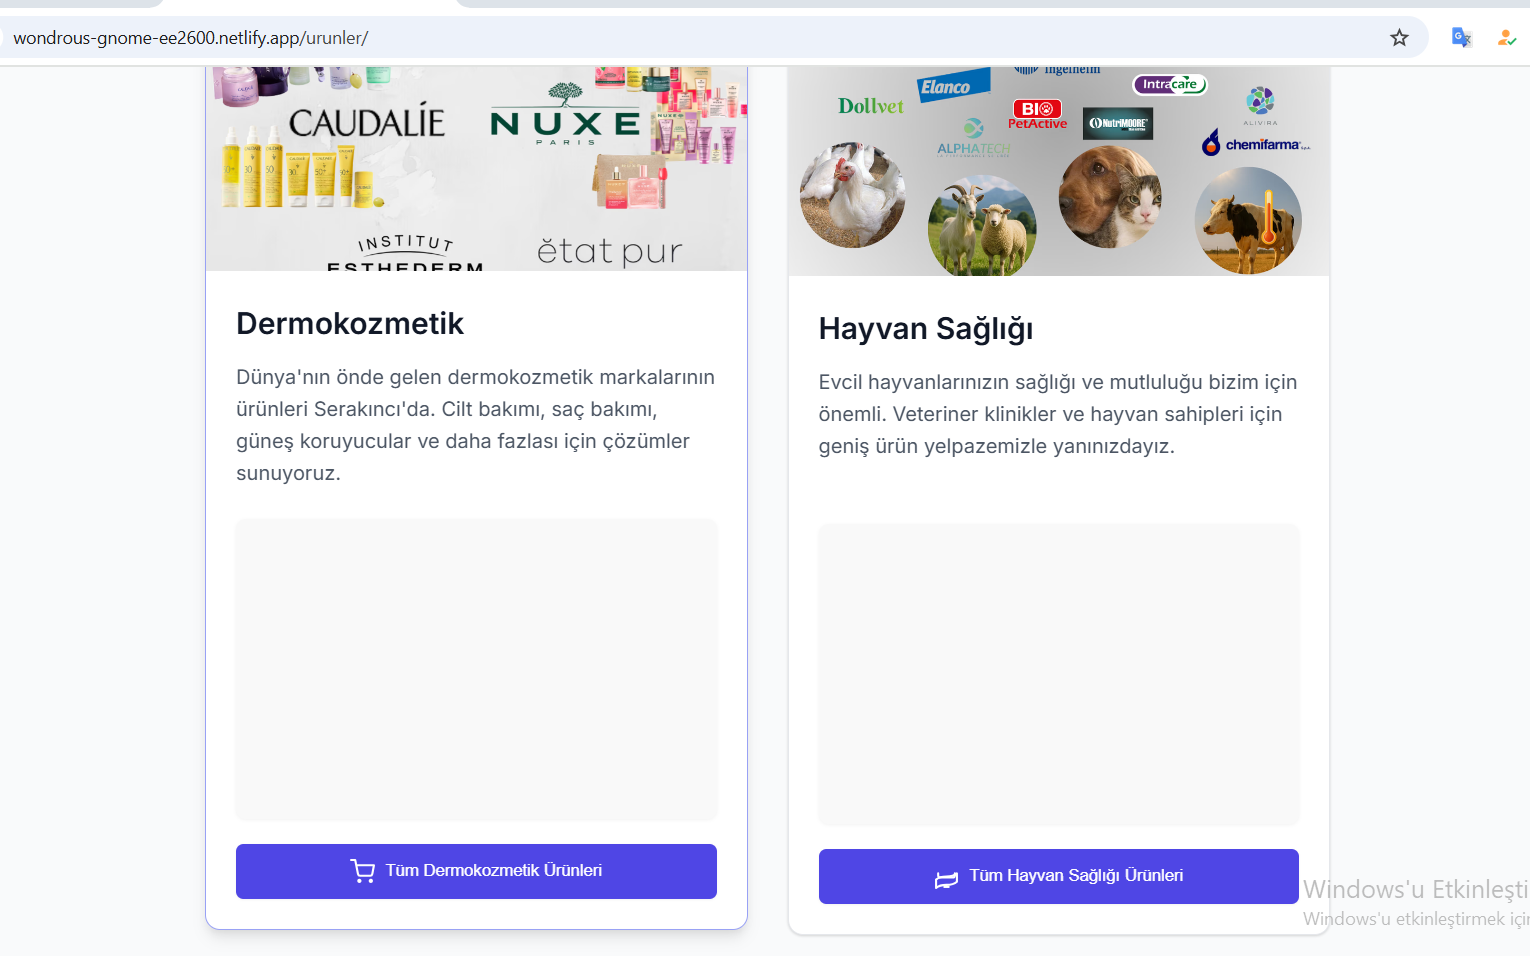 wondrous-gnome-ee2600.netlify.app/urunler/
CAUDALÍE
NUXE
PARIS
INSTITUT
ESTHEDERM
ĕtat pur
Dermokozmetik
Dünya'nın önde gelen dermokozmetik markalarının
ürünleri Serakıncı'da. Cilt bakımı, saç bakımı,
güneş koruyucular ve daha fazlası için çözümler
sunuyoruz.
Tüm Dermokozmetik Ürünleri
Ingelheim
Elanco
Intracare
Dollvet
BIO
PetActive
NutriMOORE
ALIVIRA
ALPHATECH
chemifarma
Hayvan Sağlığı
Evcil hayvanlarınızın sağlığı ve mutluluğu bizim için
önemli. Veteriner klinikler ve hayvan sahipleri için
geniş ürün yelpazemizle yanınızdayız.
Tüm Hayvan Sağlığı Ürünleri
Windows'u Etkinleşti
Windows'u etkinleştirmek için